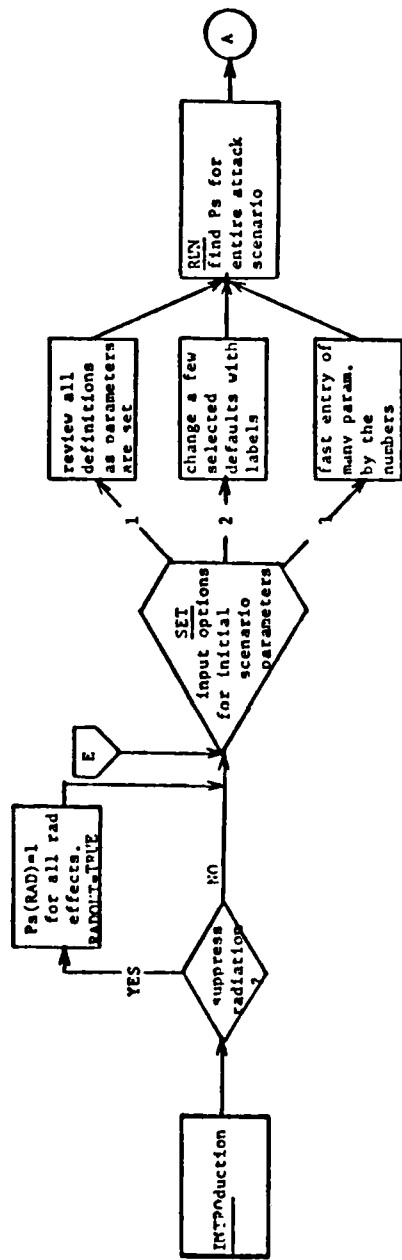 INTROduction
suppress
radiation
?
YES
NO
Ps(RAD)=1
for all rad
effects.
RADOUT=TRUE
E
SET
input options
for initial
scenario
parameters
1
2
3
review all
definitions
as parameters
are set
change a few
selected
defaults with
labels
fast entry of
many param.
by the
numbers
RUN
find Ps for
entire attack
scenario
A